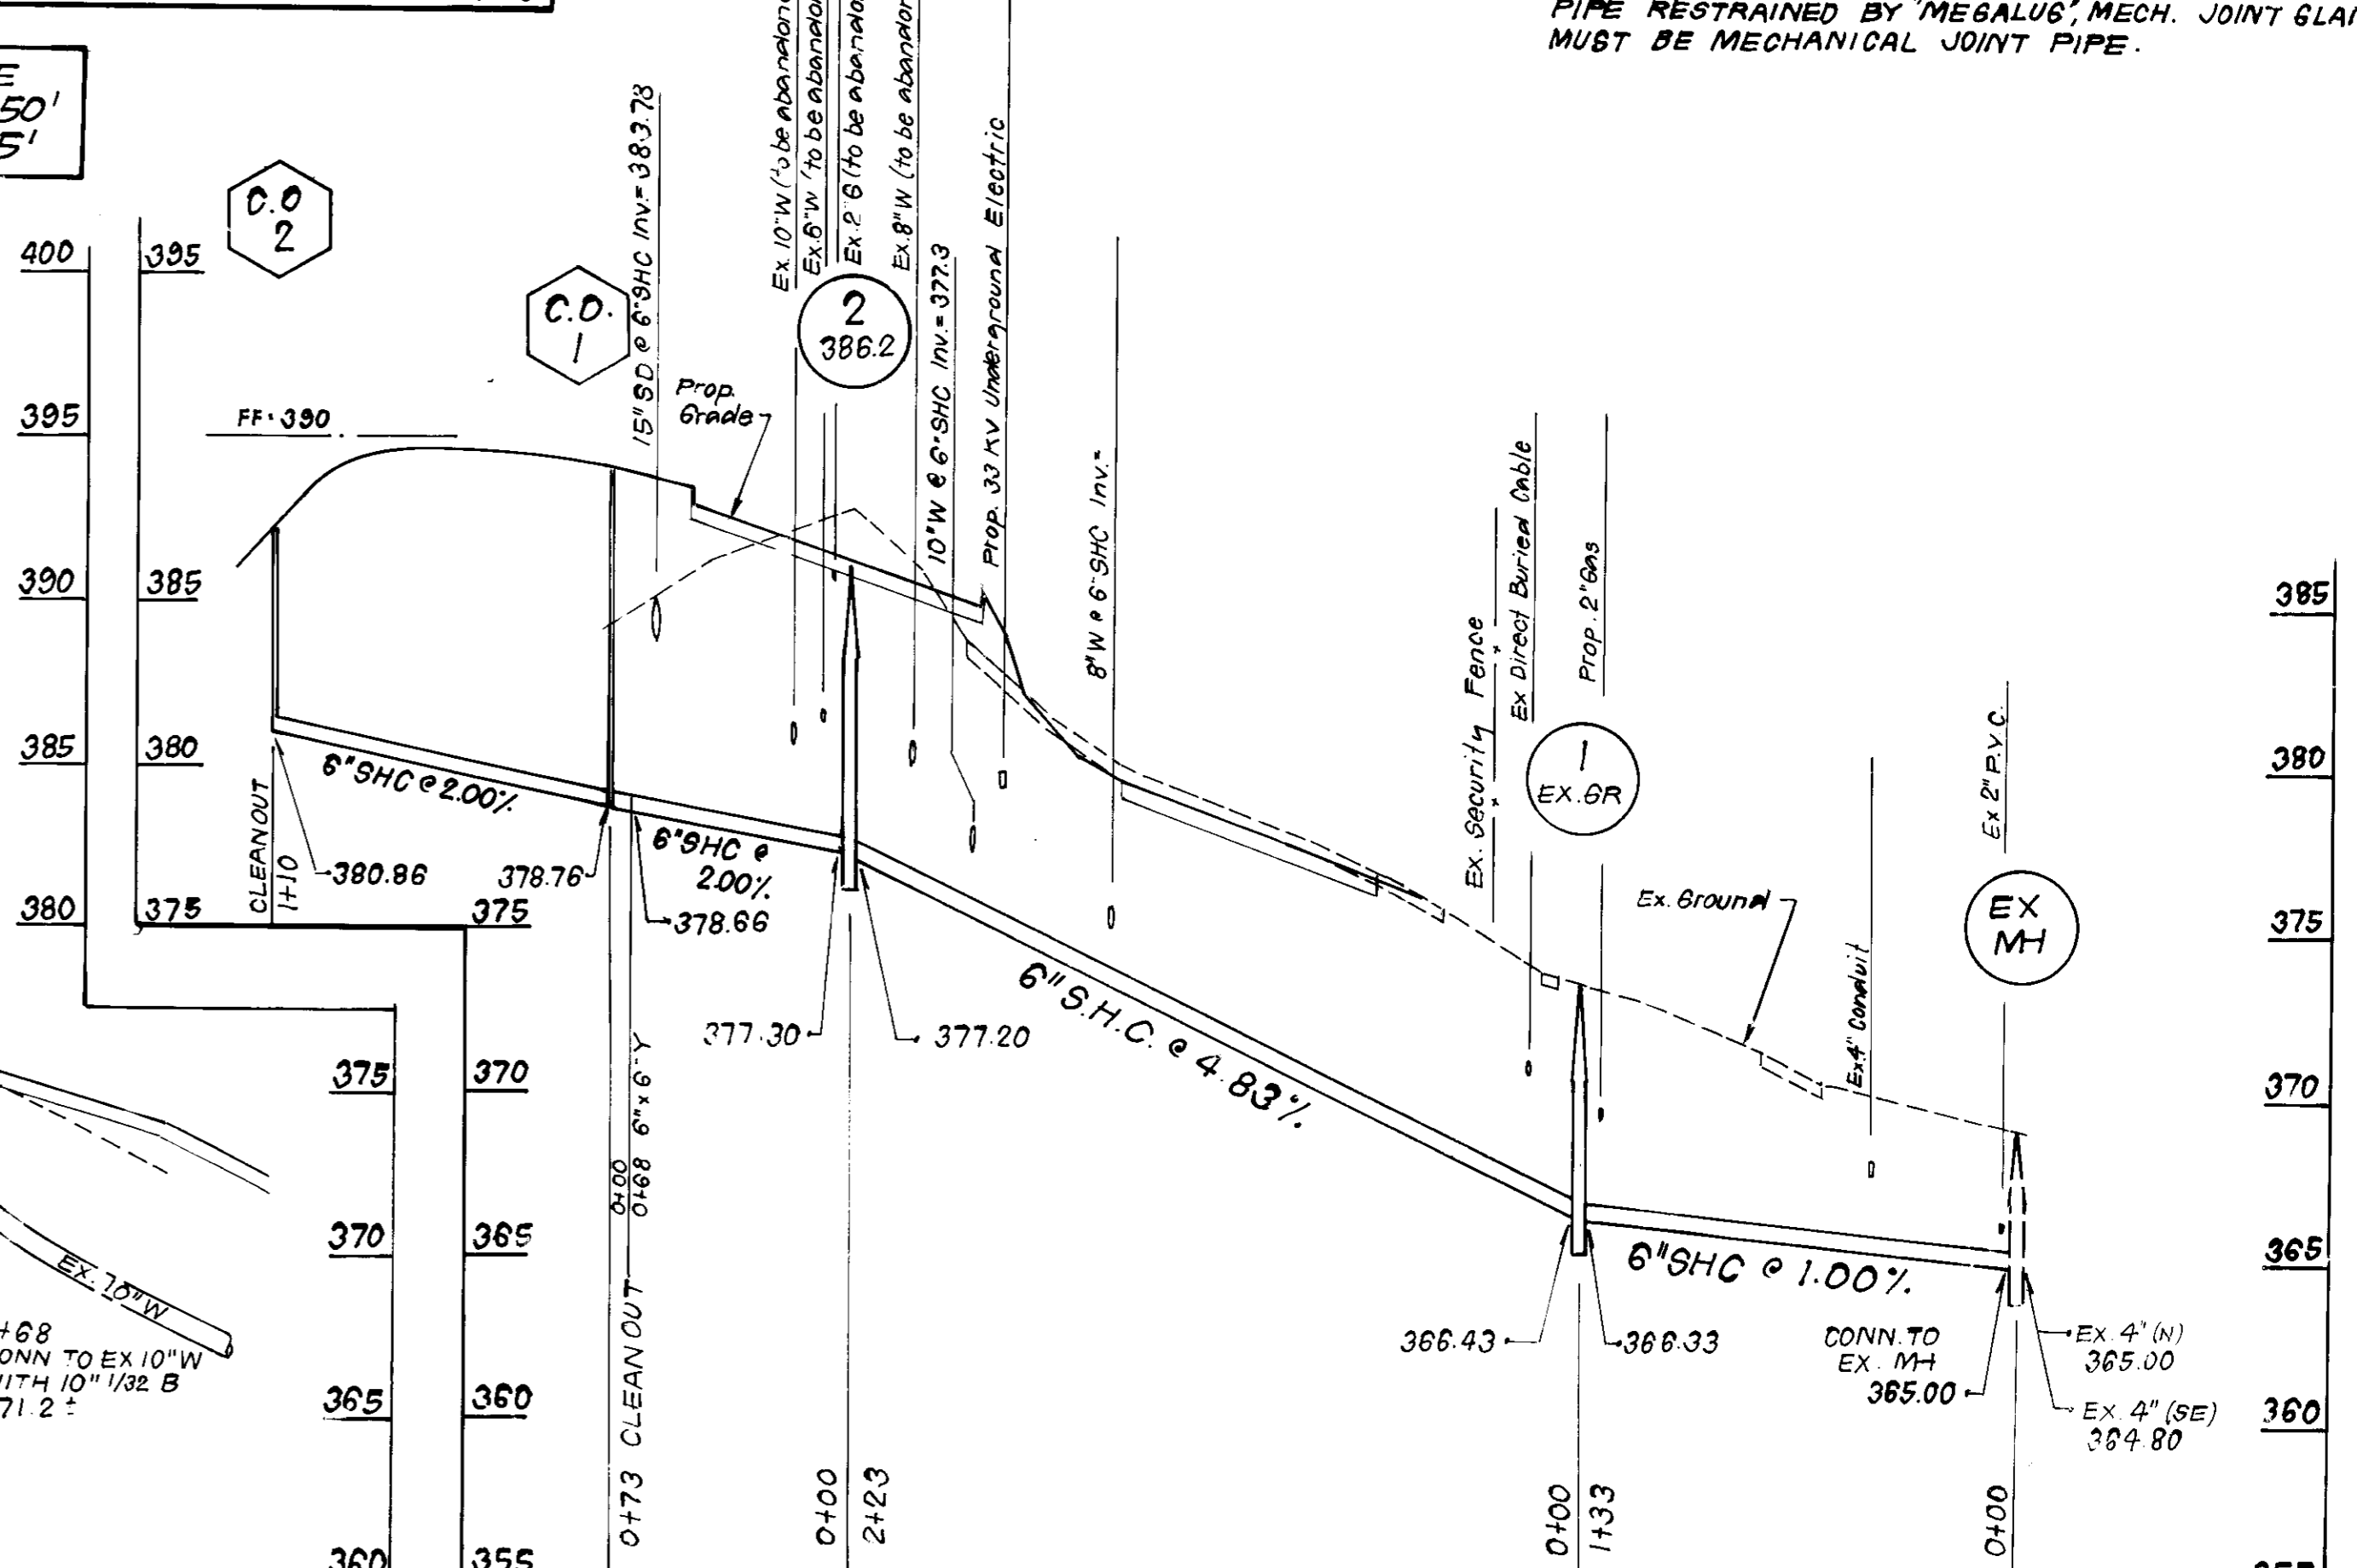 PIPE RESTRAINED BY 'MEGALUG', MECH. JOINT GLA
MUST BE MECHANICAL JOINT PIPE.
E
50'
5'
C.O
2
C.O.
1
15"SD @ 6"SHC Inv.= 383.78
Ex. 10"W (to be abandon
Ex. 6"W (to be abandon
Ex. 2"G (to be abando
Ex. 8"W (to be abandon
2
386.2
10"W @ 6"SHC Inv.= 377.3
Prop. 33 KV Underground Electric
8"W @ 6"SHC Inv.=
Ex. Security Fence
Ex Direct Buried Cable
Prop. 2"Gas
1
EX.GR
Ex 4" Conduit
Ex 2" P.V.C.
EX
MH
400
395
395
390
385
385
380
380
375
375
375
370
370
365
365
360
360
355
385
380
375
370
365
360
FF=390
Prop.
Grade
Ex. Ground
CLEANOUT
1+10
380.86
6"SHC @ 2.00%
378.76
6"SHC @
2.00%
378.66
377.30
377.20
6" S.H.C. @ 4.83%
6"SHC @ 1.00%
366.43
366.33
CONN. TO
EX. MH
365.00
EX. 4" (N)
365.00
EX. 4" (SE)
364.80
0+00
0+68 6"x6" Y
0+73 CLEANOUT
0+00
2+23
0+00
1+33
0+00
EX. 10"W
+68
ONN TO EX 10"W
ITH 10" 1/32 B
71.2 ±